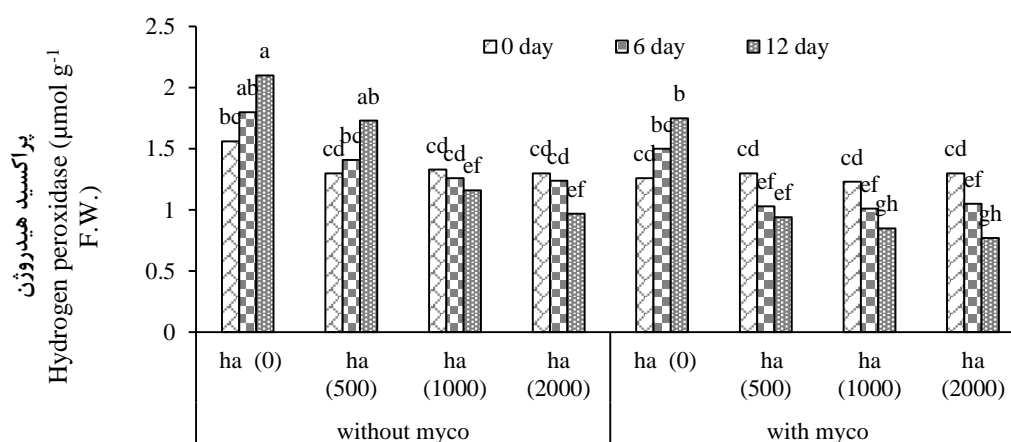 پراکسید هیدروژن
Hydrogen peroxidase (µmol g-1
F.W.)
2.5
2
1.5
1
0.5
0
0 day 6 day 12 day
bc ab a
cd bc ab
cd cd ef
cd cd ef
cd bc b
cd ef ef
cd ef gh
cd ef gh
ha (0) ha ha ha ha (0) ha ha ha
(500) (1000) (2000) (500) (1000) (2000)
without myco with myco